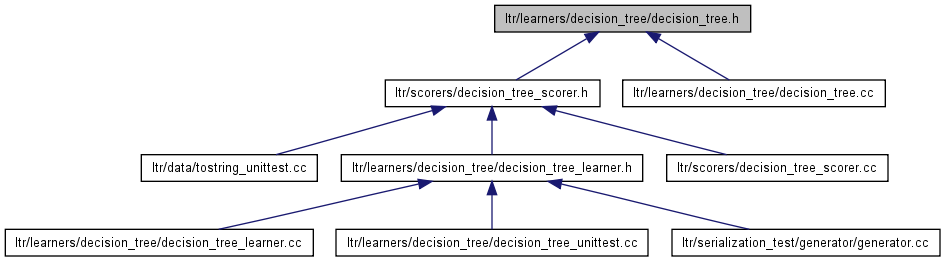 ltr/learners/decision_tree/decision_tree.h
ltr/scorers/decision_tree_scorer.h
ltr/learners/decision_tree/decision_tree.cc
ltr/data/tostring_unittest.cc
ltr/learners/decision_tree/decision_tree_learner.h
ltr/scorers/decision_tree_scorer.cc
ltr/learners/decision_tree/decision_tree_learner.cc
ltr/learners/decision_tree/decision_tree_unittest.cc
ltr/serialization_test/generator/generator.cc